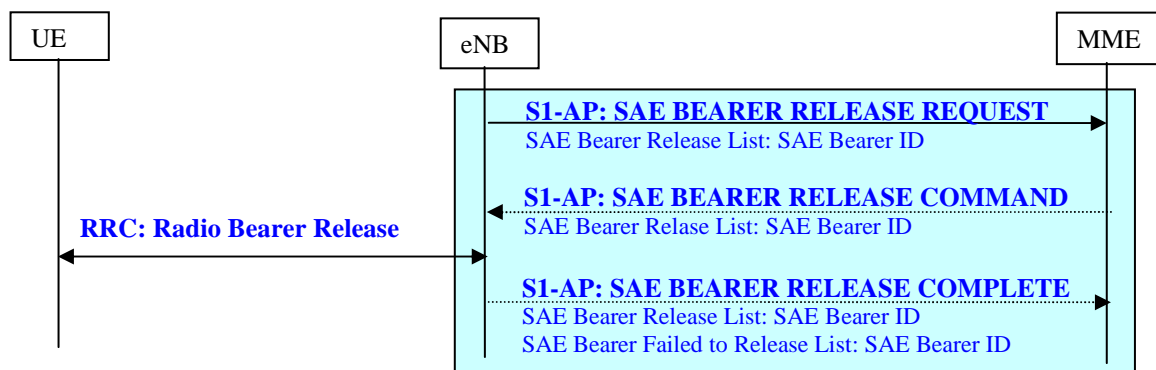 UE
eNB
MME
S1-AP: SAE BEARER RELEASE REQUEST
SAE Bearer Release List: SAE Bearer ID
S1-AP: SAE BEARER RELEASE COMMAND
SAE Bearer Relase List: SAE Bearer ID
RRC: Radio Bearer Release
S1-AP: SAE BEARER RELEASE COMPLETE
SAE Bearer Release List: SAE Bearer ID
SAE Bearer Failed to Release List: SAE Bearer ID